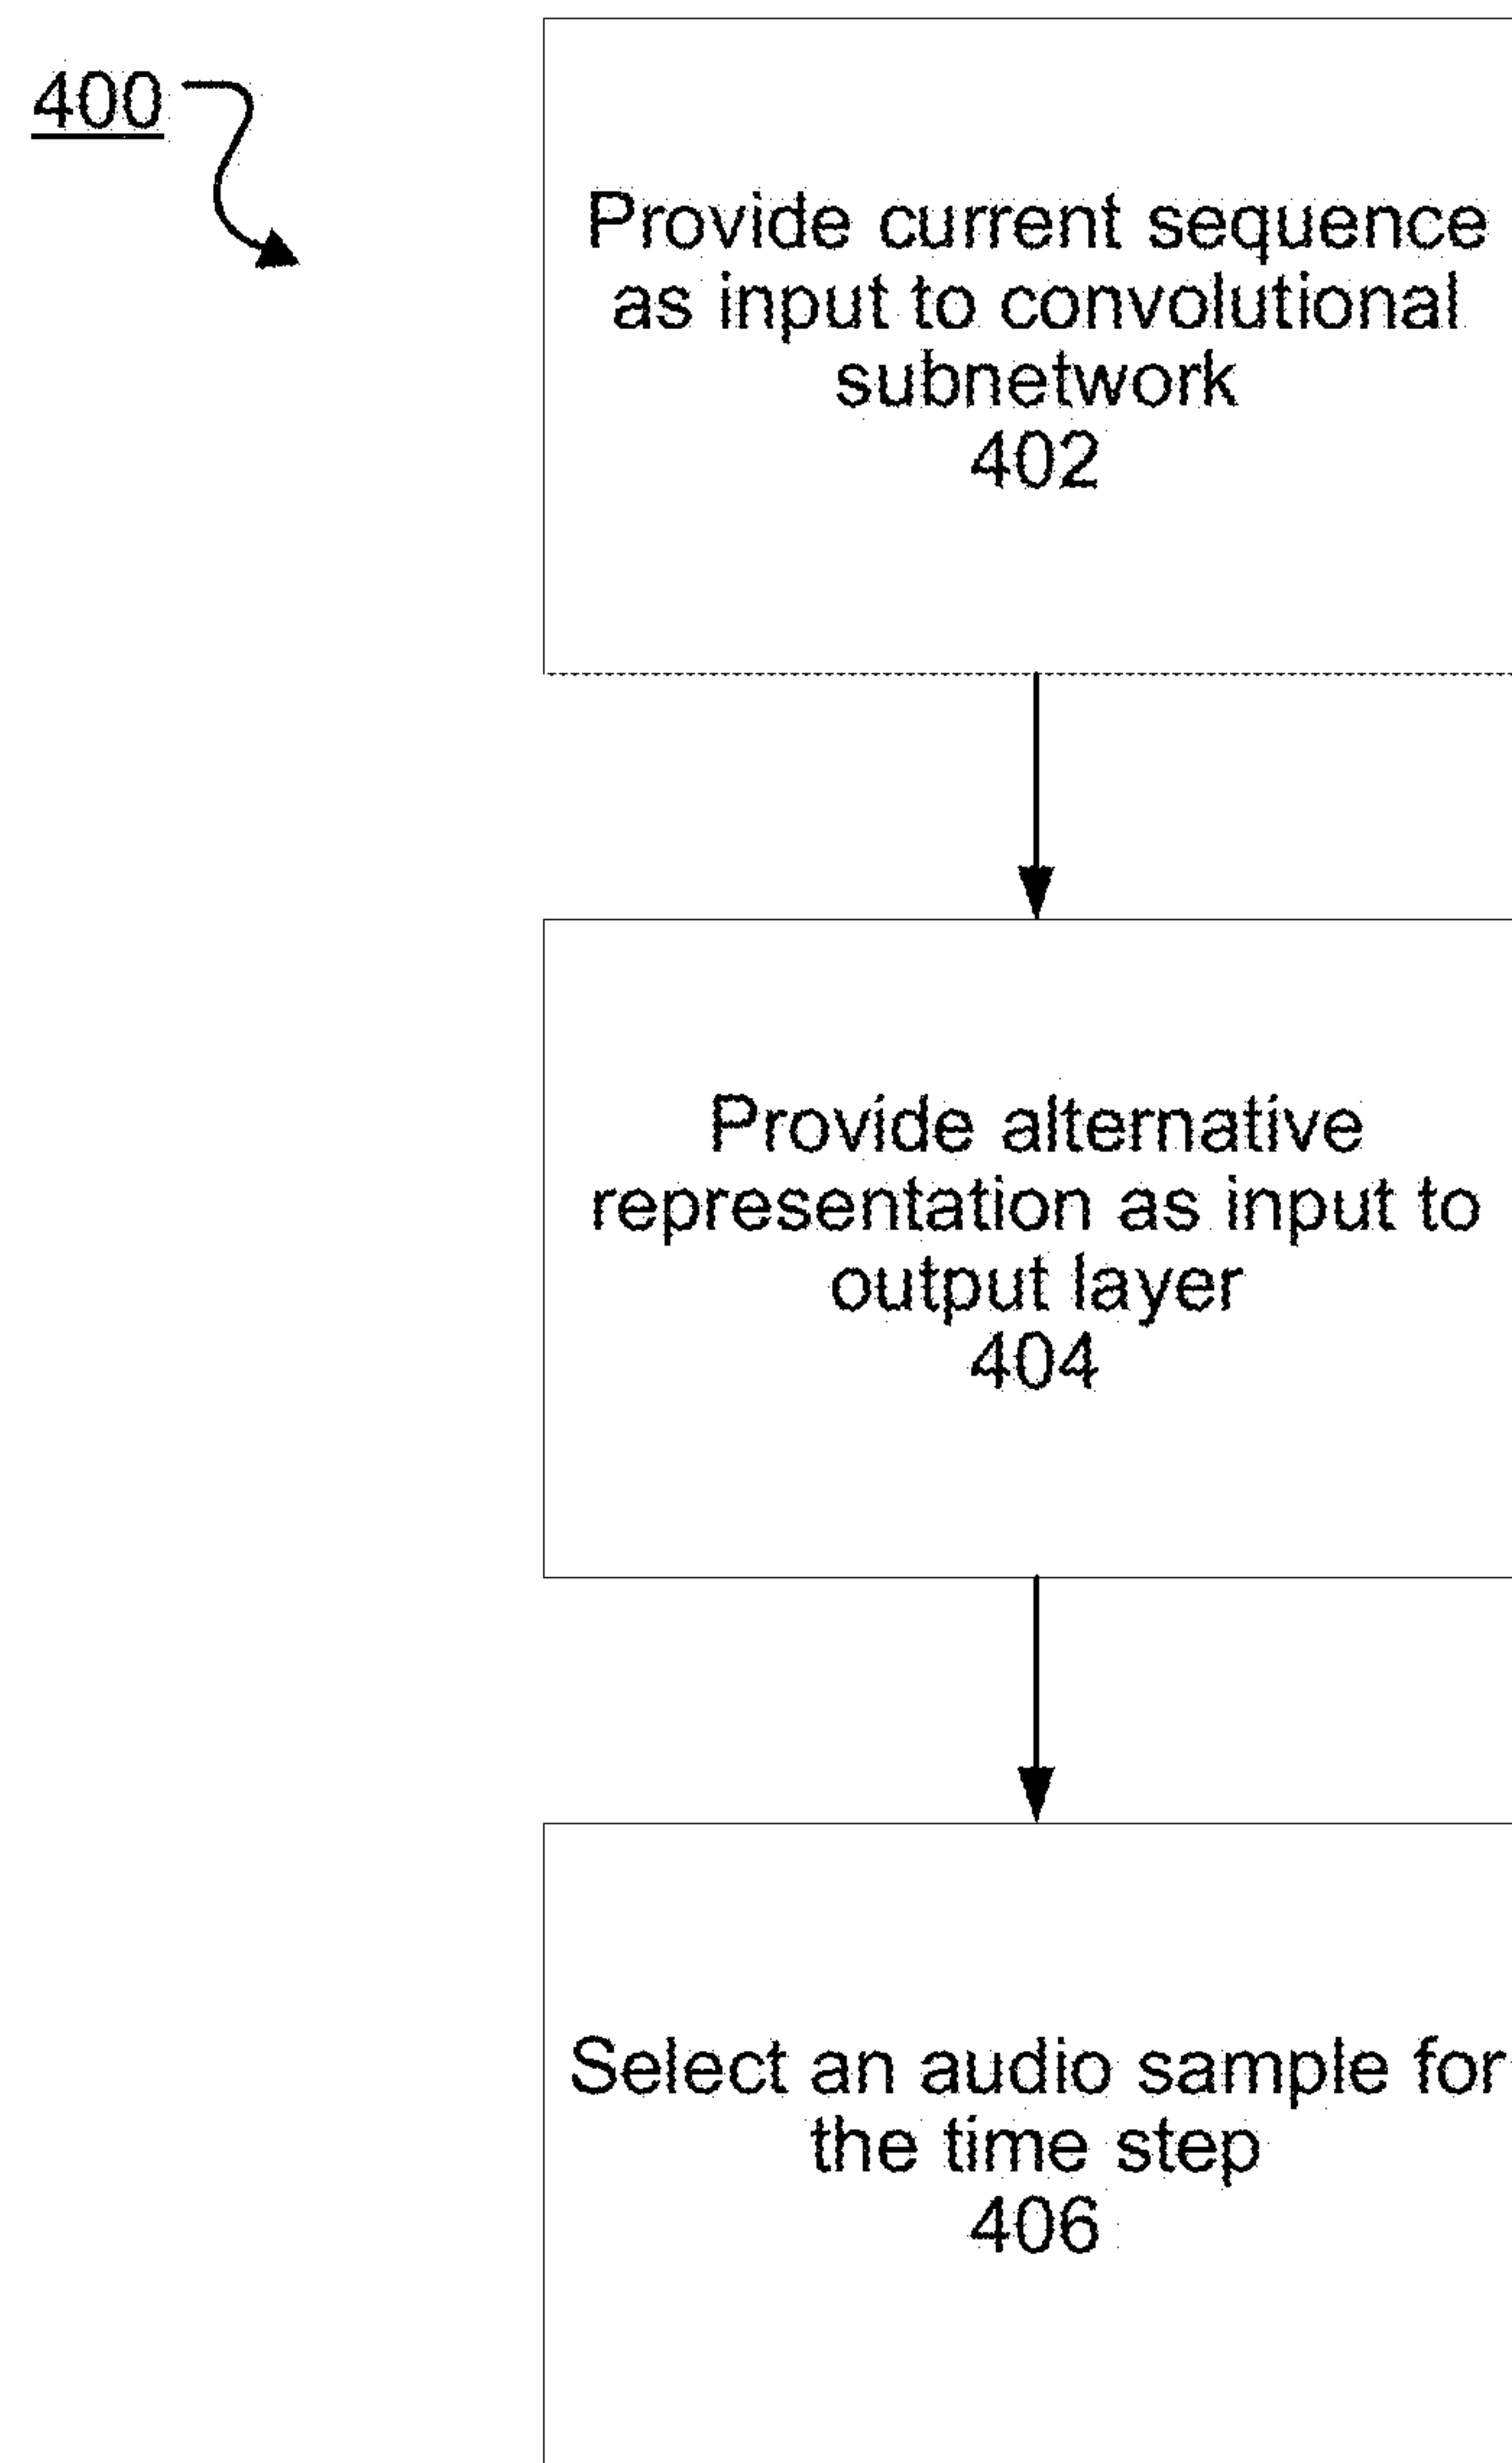 400
Provide current sequence
as input to convolutional
subnetwork
402
Provide alternative
representation as input to
output layer
404
Select an audio sample for
the time step
406